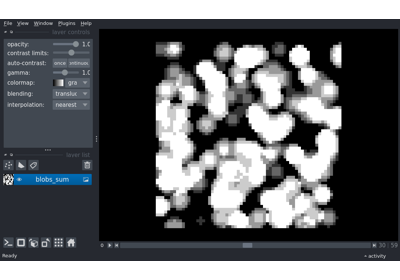 File View Window Plugins Help
layer controls
opacity: 1.0
contrast limits:
auto-contrast: once continuous
gamma: 1.0
colormap: gra
blending: transluc
interpolation: nearest
layer list
blobs_sum
0 30 59
Ready activity